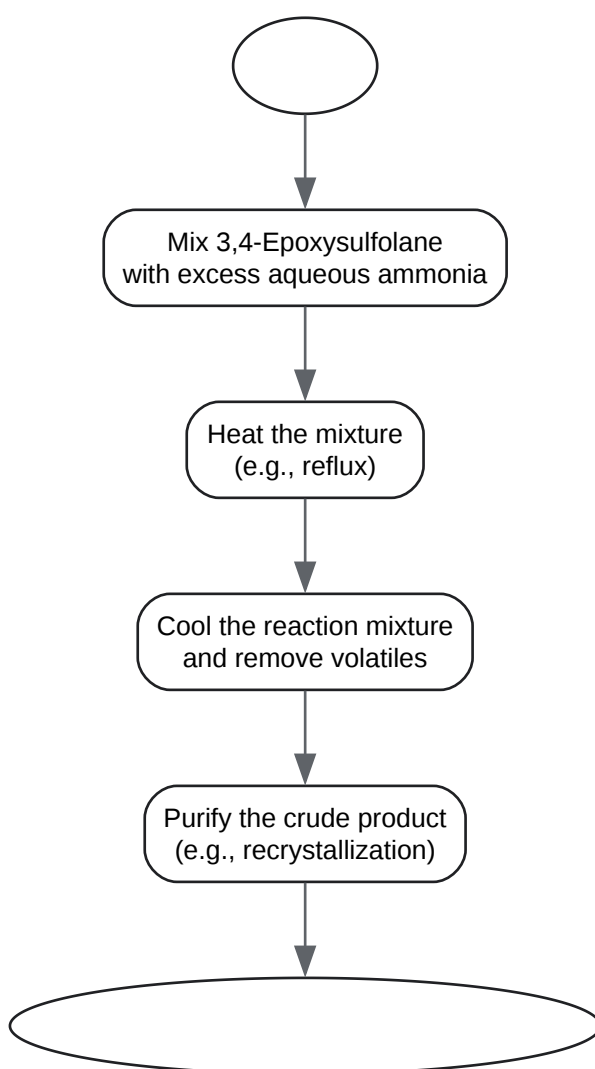 Mix 3,4-Epoxysulfolane
with excess aqueous ammonia
Heat the mixture
(e.g., reflux)
Cool the reaction mixture
and remove volatiles
Purify the crude product
(e.g., recrystallization)